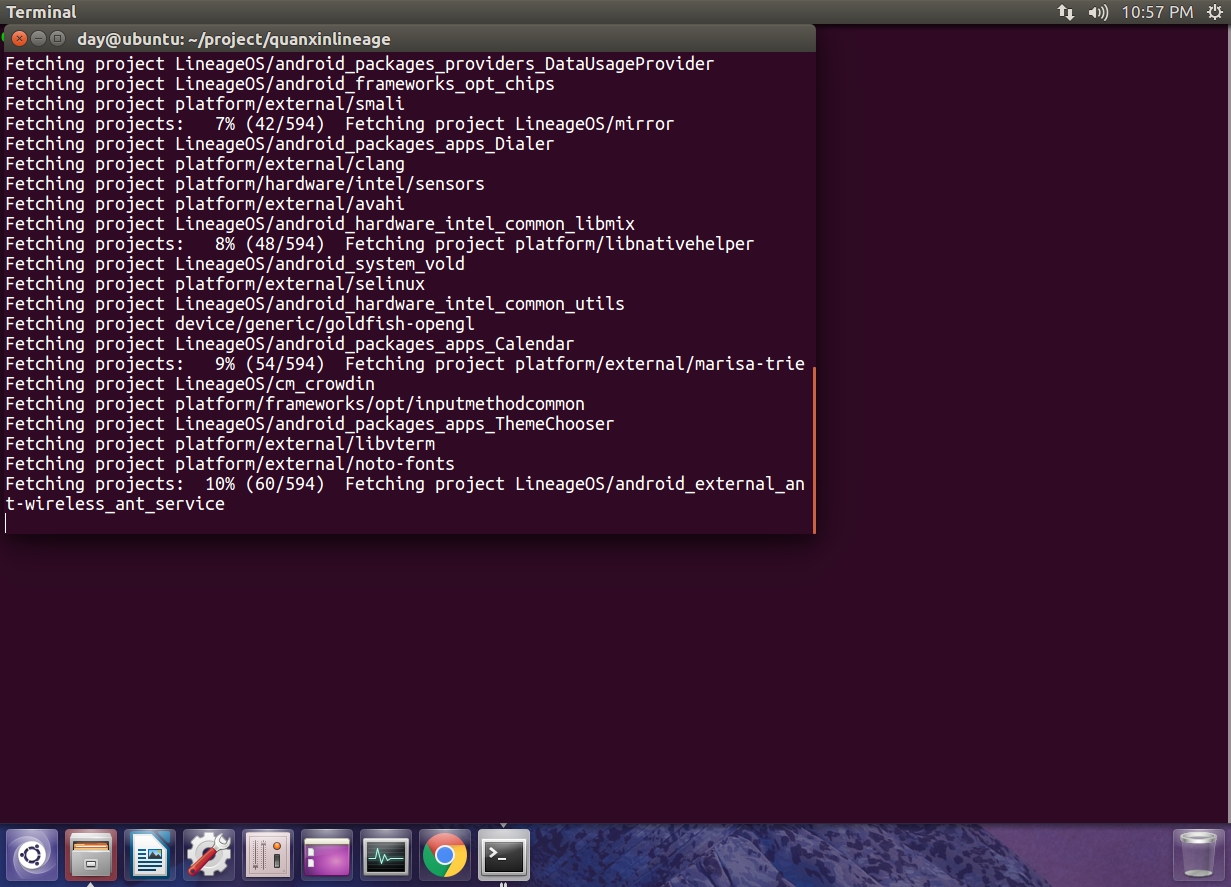 Terminal
10:57 PM
day@ubuntu: ~/project/quanxinlineage
Fetching project LineageOS/android_packages_providers_DataUsageProvider
Fetching project LineageOS/android_frameworks_opt_chips
Fetching project platform/external/smali
Fetching projects:   7% (42/594)  Fetching project LineageOS/mirror
Fetching project LineageOS/android_packages_apps_Dialer
Fetching project platform/external/clang
Fetching project platform/hardware/intel/sensors
Fetching project platform/external/avahi
Fetching project LineageOS/android_hardware_intel_common_libmix
Fetching projects:   8% (48/594)  Fetching project platform/libnativehelper
Fetching project LineageOS/android_system_vold
Fetching project platform/external/selinux
Fetching project LineageOS/android_hardware_intel_common_utils
Fetching project device/generic/goldfish-opengl
Fetching project LineageOS/android_packages_apps_Calendar
Fetching projects:   9% (54/594)  Fetching project platform/external/marisa-trie
Fetching project LineageOS/cm_crowdin
Fetching project platform/frameworks/opt/inputmethodcommon
Fetching project LineageOS/android_packages_apps_ThemeChooser
Fetching project platform/external/libvterm
Fetching project platform/external/noto-fonts
Fetching projects:  10% (60/594)  Fetching project LineageOS/android_external_an
t-wireless_ant_service